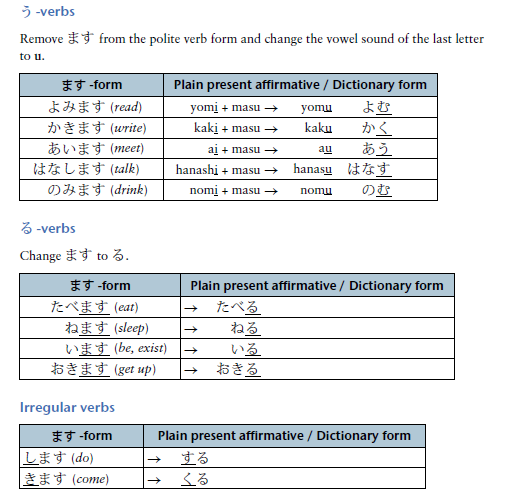 う-verbs
Remove ます from the polite verb form and change the vowel sound of the last letter
to u.
ます-form Plain present affirmative / Dictionary form
よみます (read) yomi + masu → yomu よむ
かきます (write) kaki + masu → kaku かく
あいます (meet) ai + masu → au あう
はなします (talk) hanashi + masu → hanasu はなす
のみます (drink) nomi + masu → nomu のむ
る-verbs
Change ます to る.
ます-form Plain present affirmative / Dictionary form
たべます (eat) → たべる
ねます (sleep) → ねる
います (be, exist) → いる
おきます (get up) → おきる
Irregular verbs
ます-form Plain present affirmative / Dictionary form
します (do) → する
きます (come) → くる